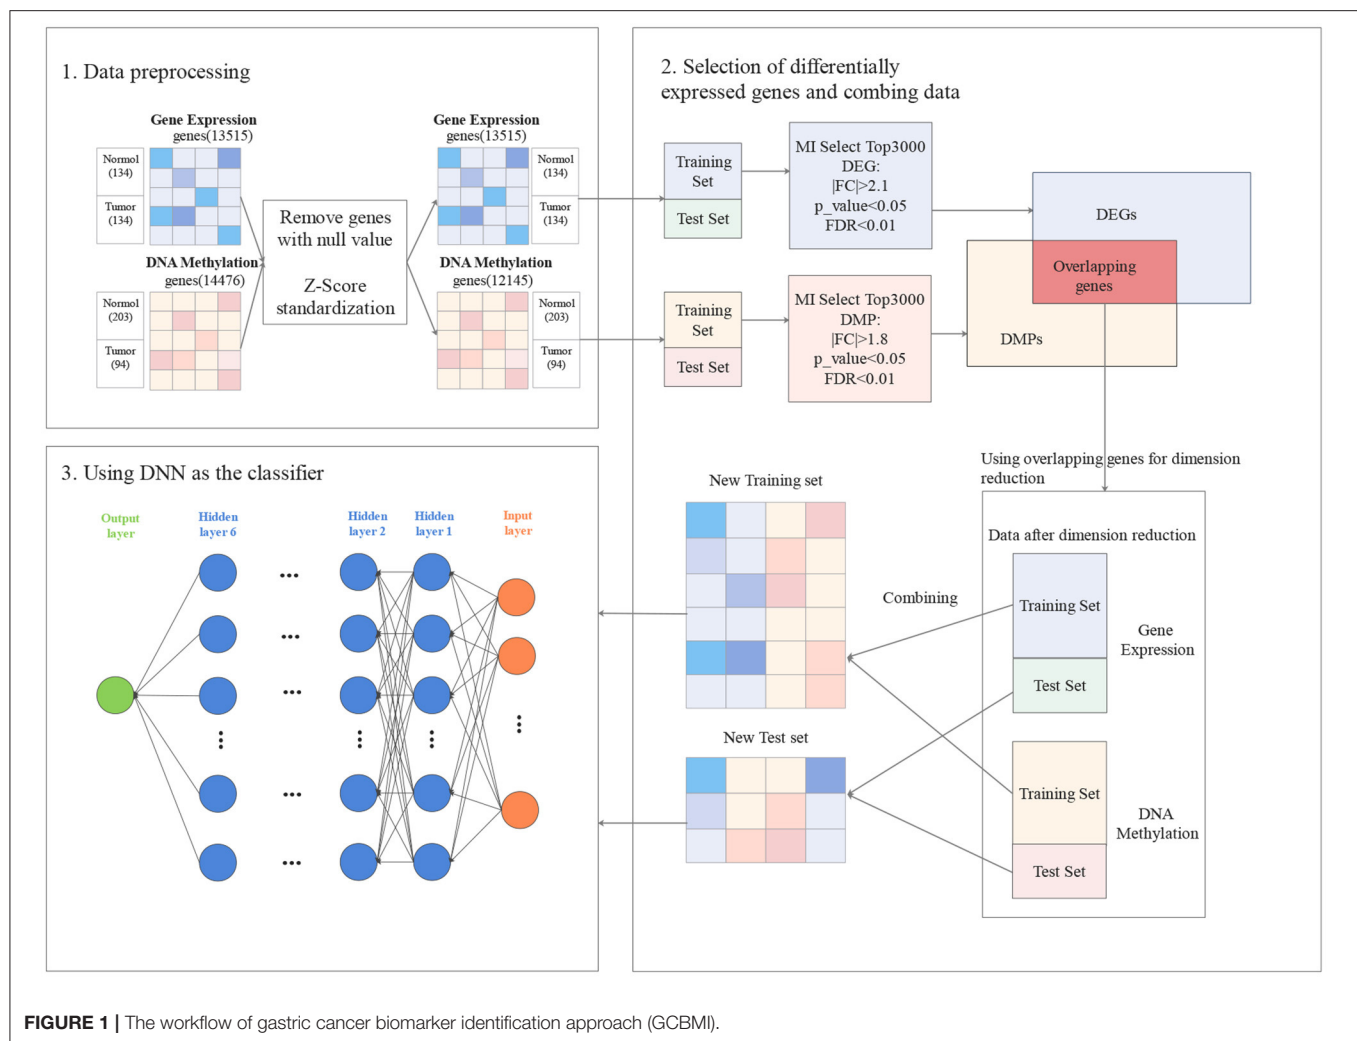 1. Data preprocessing
Gene Expression
genes(13515)
Normol
(134)
Tumor
(134)
DNA Methylation
genes(14476)
Normol
(203)
Tumor
(94)
Remove genes
with null value
Z-Score
standardization
Gene Expression
genes(13515)
Normol
(134)
Tumor
(134)
DNA Methylation
genes(12145)
Normol
(203)
Tumor
(94)
2. Selection of differentially
expressed genes and combing data
Training
Set
Test Set
MI Select Top3000
DEG:
|FC|>2.1
p_value<0.05
FDR<0.01
DEGs
Overlapping
genes
DMPs
Training
Set
Test Set
MI Select Top3000
DMP:
|FC|>1.8
p_value<0.05
FDR<0.01
Using overlapping genes for dimension
reduction
Data after dimension reduction
Training Set
Test Set
Gene
Expression
Training Set
Test Set
DNA
Methylation
Combining
New Training set
New Test set
3. Using DNN as the classifier
Output
layer
Hidden
layer 6
Hidden
layer 2
Hidden
layer 1
Input
layer
...
...
...
...
...
FIGURE 1 | The workflow of gastric cancer biomarker identification approach (GCBMI).